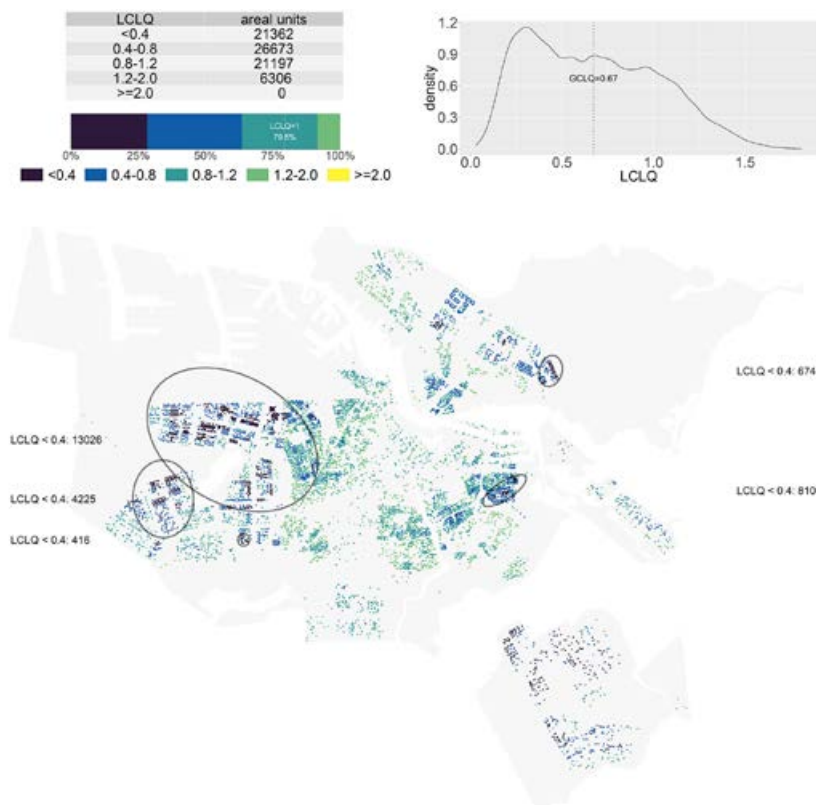 LCLQ areal units
<0.4 21362
0.4-0.8 26673
0.8-1.2 21197
1.2-2.0 6306
>=2.0 0
LCLQ=1
79.8%
0% 25% 50% 75% 100%
<0.4 0.4-0.8 0.8-1.2 1.2-2.0 >=2.0
1.2
0.9
0.6
0.3
0.0
density
GCLQ=0.67
0.0 0.5 1.0 1.5
LCLQ
LCLQ < 0.4: 674
LCLQ < 0.4: 13026
LCLQ < 0.4: 4225
LCLQ < 0.4: 810
LCLQ < 0.4: 416